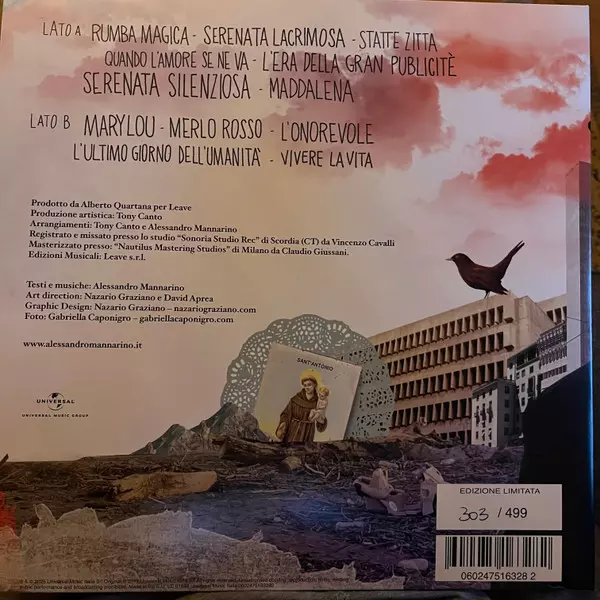 LATO A RUMBA MAGICA - SERENATA LACRIMOSA - STATTE ZITTA
QUANDO L'AMORE SE NE VA - L'ERA DELLA GRAN PUBLICITÈ
SERENATA SILENZIOSA - MADDALENA
LATO B MARYLOU - MERLO ROSSO - L'ONOREVOLE
L'ULTIMO GIORNO DELL'UMANITA' - VIVERE LA VITA
Prodotto da Alberto Quartana per Leave
Produzione artistica: Tony Canto
Arrangiamenti: Tony Canto e Alessandro Mannarino
Registrato e missato presso lo studio "Sonoria Studio Rec" di Scordia (CT) da Vincenzo Cavalli
Masterizzato presso: "Nautilus Mastering Studios" di Milano da Claudio Giussani.
Edizioni Musicali: Leave s.r.l.
Testi e musiche: Alessandro Mannarino
Art direction: Nazario Graziano e David Aprea
Graphic Design: Nazario Graziano – nazariograziano.com
Foto: Gabriella Caponigro – gabriellacaponigro.com
www.alessandromannarino.it
SANT'ANTONIO
UNIVERSAL
UNIVERSAL MUSIC GROUP
EDIZIONE LIMITATA
303 / 499
060247516328 2